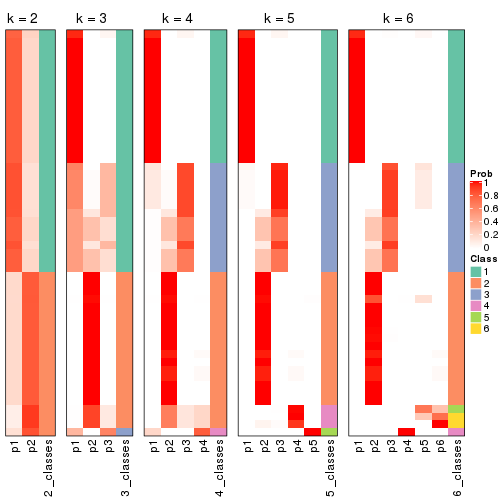 k = 2
k = 3
k = 4
k = 5
k = 6
Prob
1
0.8
0.6
0.4
0.2
0
Class
1
2
3
4
5
6
p1
p2
2_classes
p1
p2
p3
3_classes
p1
p2
p3
p4
4_classes
p1
p2
p3
p4
p5
5_classes
p1
p2
p3
p4
p5
p6
6_classes